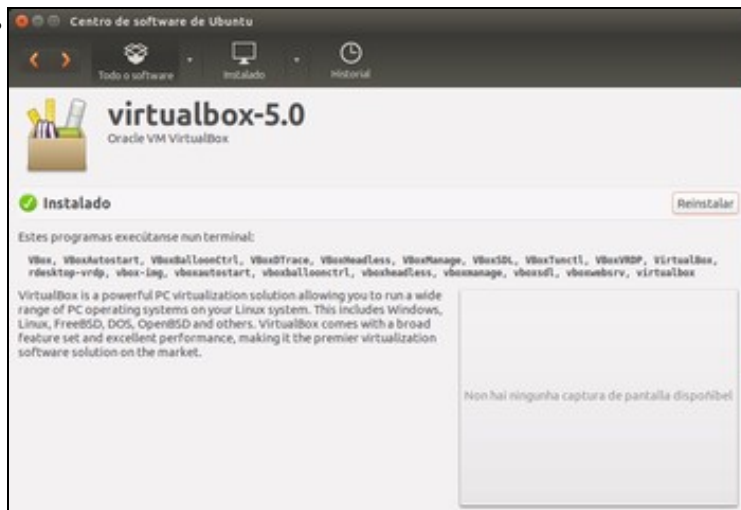 Centro de software de Ubuntu
Todo o software
Instalado
Historial
virtualbox-5.0
Oracle VM VirtualBox
Instalado
Reinstalar
Estes programas execútanse nun terminal:
VBox, VBoxAutostart, VBoxBalloonCtrl, VBoxDTrace, VBoxHeadless, VBoxManage, VBoxSDL, VBoxTunctl, VBoxVRDP, VirtualBox,
rdesktop-vrdp, vbox-img, vboxautostart, vboxballoonctrl, vboxheadless, vboxmanage, vboxsdl, vboxwebsrv, virtualbox
VirtualBox is a powerful PC virtualization solution allowing you to run a wide
range of PC operating systems on your Linux system. This includes Windows,
Linux, FreeBSD, DOS, OpenBSD and others. VirtualBox comes with a broad
feature set and excellent performance, making it the premier virtualization
software solution on the market.
Non hai ningunha captura de pantalla dispoñíbel